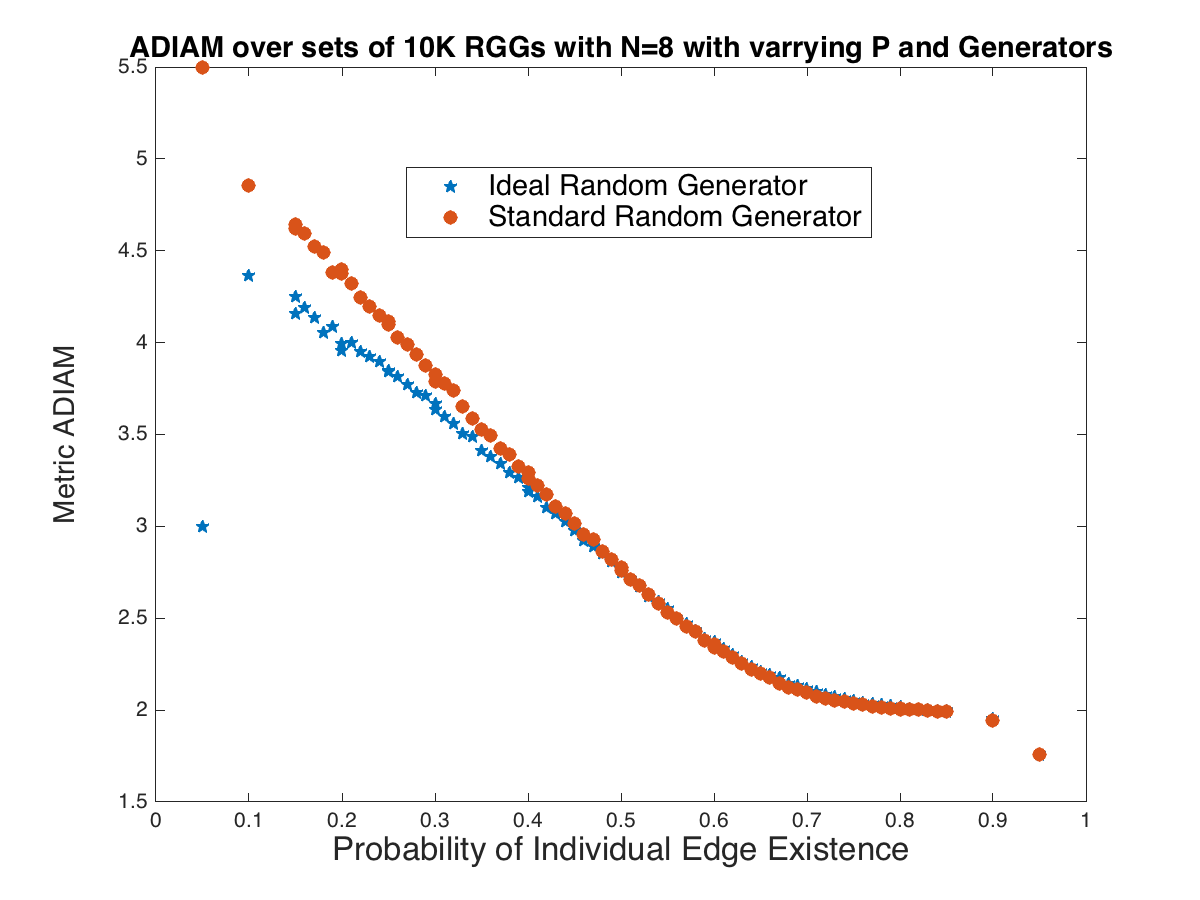 ADIAM over sets of 10K RGGs with N=8 with varrying P and Generators
5.5
5
4.5
4
3.5
3
2.5
2
1.5
Metric ADIAM
Ideal Random Generator
Standard Random Generator
0 0.1 0.2 0.3 0.4 0.5 0.6 0.7 0.8 0.9 1
Probability of Individual Edge Existence